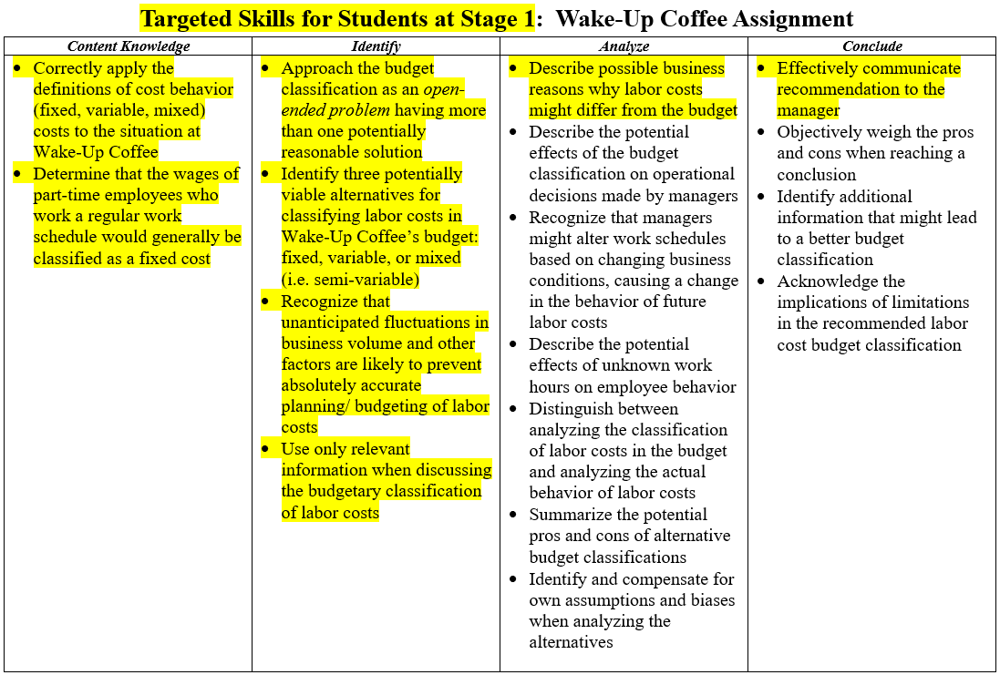 Targeted Skills for Students at Stage 1: Wake-Up Coffee Assignment
Content Knowledge
• Correctly apply the
definitions of cost behavior
(fixed, variable, mixed)
costs to the situation at
Wake-Up Coffee
• Determine that the wages of
part-time employees who
work a regular work
schedule would generally be
classified as a fixed cost
Identify
• Approach the budget
classification as an open-
ended problem having more
than one potentially
reasonable solution
• Identify three potentially
viable alternatives for
classifying labor costs in
Wake-Up Coffee’s budget:
fixed, variable, or mixed
(i.e. semi-variable)
• Recognize that
unanticipated fluctuations in
business volume and other
factors are likely to prevent
absolutely accurate
planning/ budgeting of labor
costs
• Use only relevant
information when discussing
the budgetary classification
of labor costs
Analyze
• Describe possible business
reasons why labor costs
might differ from the budget
• Describe the potential
effects of the budget
classification on operational
decisions made by managers
• Recognize that managers
might alter work schedules
based on changing business
conditions, causing a change
in the behavior of future
labor costs
• Describe the potential
effects of unknown work
hours on employee behavior
• Distinguish between
analyzing the classification
of labor costs in the budget
and analyzing the actual
behavior of labor costs
• Summarize the potential
pros and cons of alternative
budget classifications
• Identify and compensate for
own assumptions and biases
when analyzing the
alternatives
Conclude
• Effectively communicate
recommendation to the
manager
• Objectively weigh the pros
and cons when reaching a
conclusion
• Identify additional
information that might lead
to a better budget
classification
• Acknowledge the
implications of limitations
in the recommended labor
cost budget classification